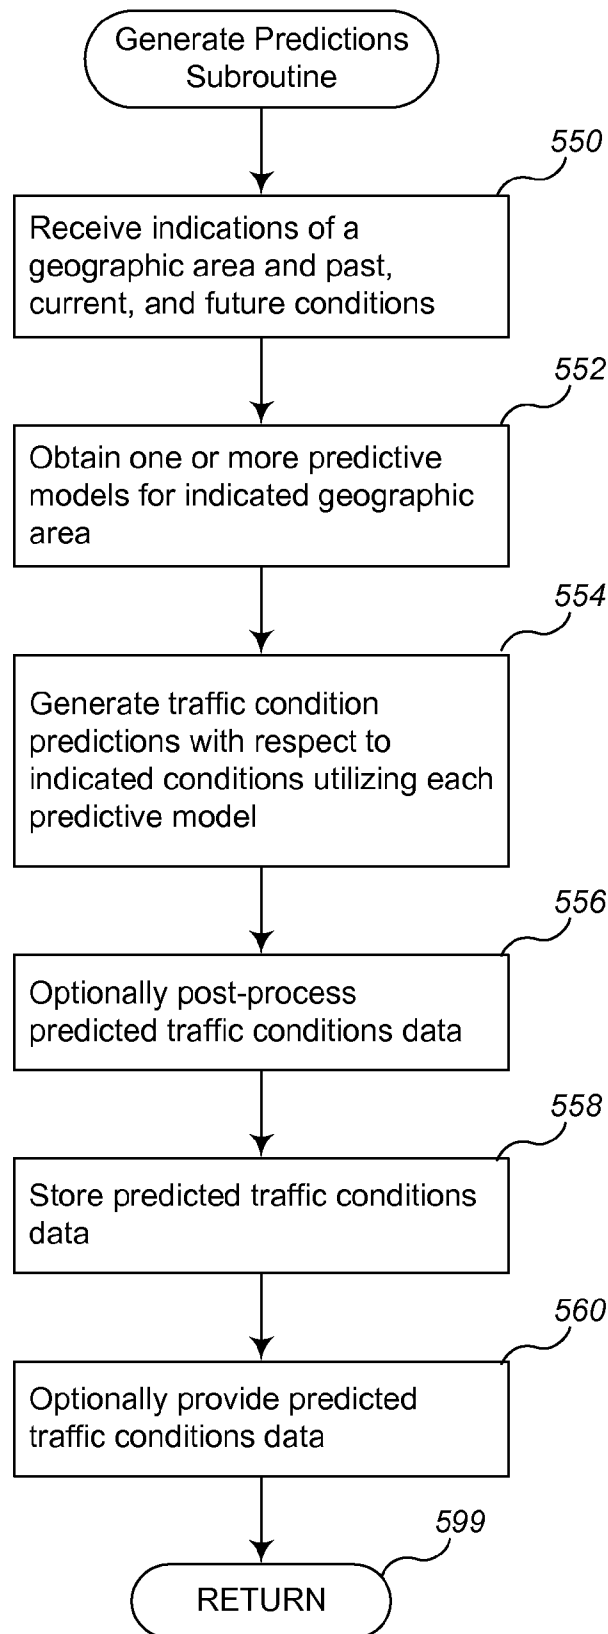 Generate Predictions
Subroutine
550
Receive indications of a
geographic area and past,
current, and future conditions
552
Obtain one or more predictive
models for indicated geographic
area
554
Generate traffic condition
predictions with respect to
indicated conditions utilizing each
predictive model
556
Optionally post-process
predicted traffic conditions data
558
Store predicted traffic conditions
data
560
Optionally provide predicted
traffic conditions data
599
RETURN